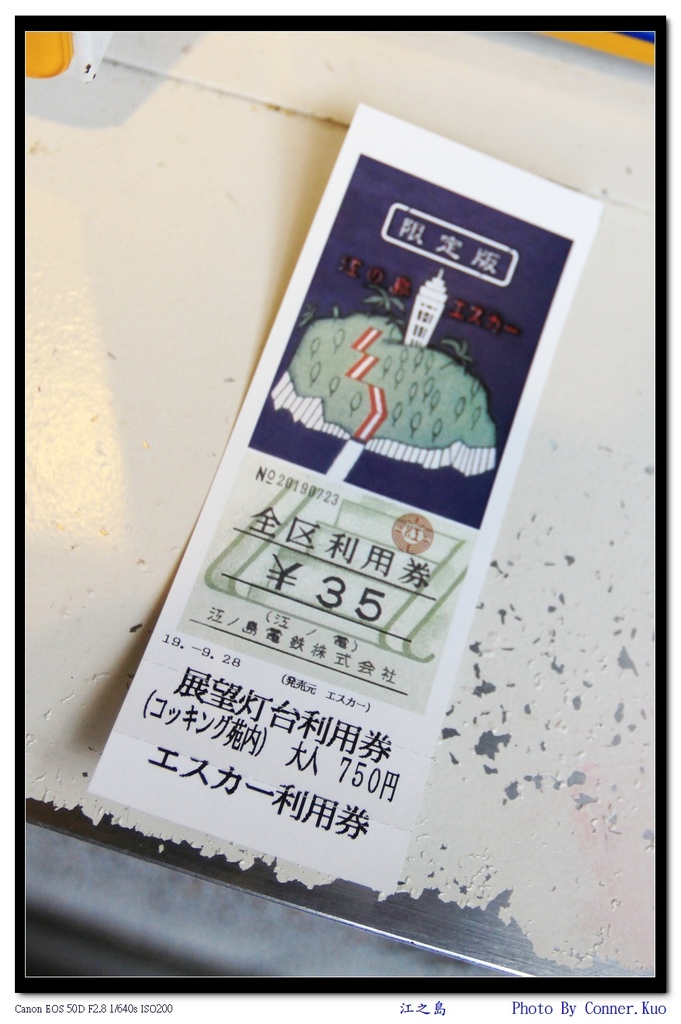 限定版
江の島
エスカー
No 20190723
全区利用券
江
¥35
(江ノ電)
江ノ島電鉄株式会社
19.-9.28
(発売元 エスカー)
展望灯台利用券
(コッキング苑内) 大人 750円
エスカー利用券
Canon EOS 50D F2.8 1/640s ISO200
江之島
Photo By Conner.Kuo